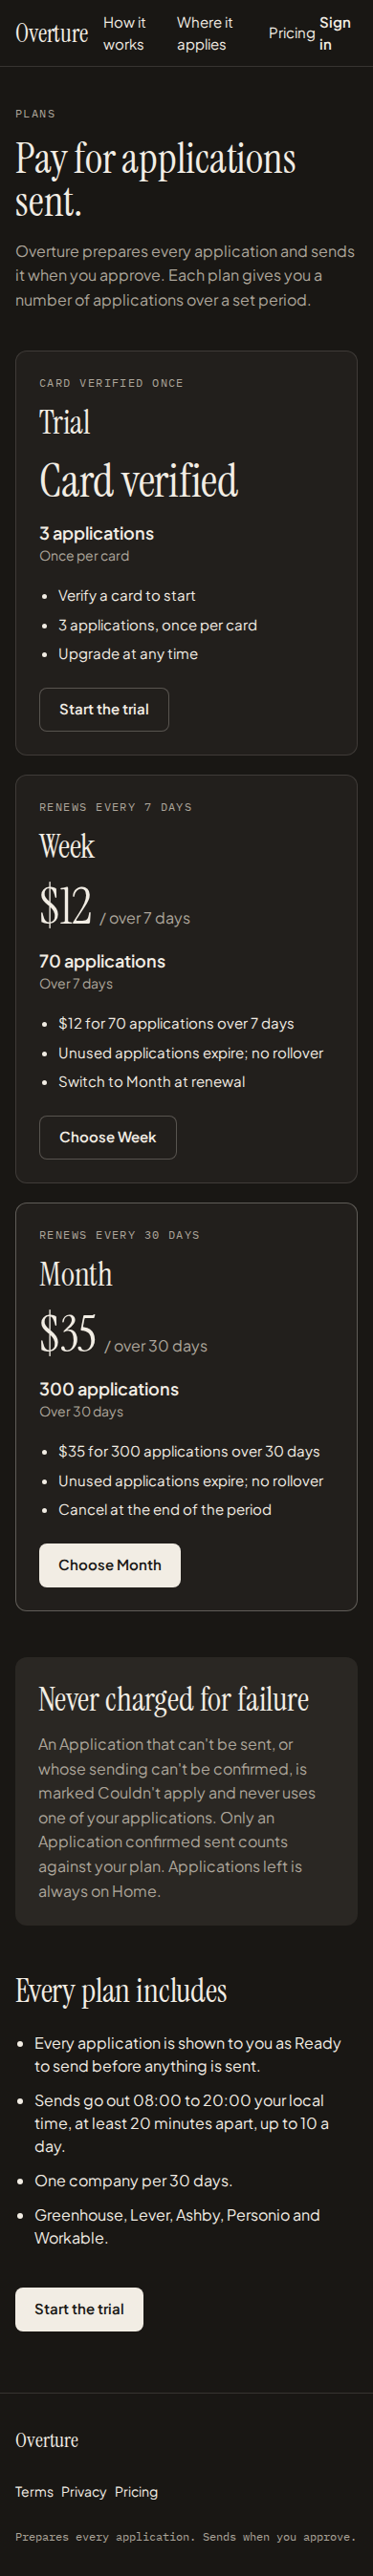 Overture
How it works
Where it applies
Pricing
Sign in
PLANS
Pay for applications
sent.
Overture prepares every application and sends
it when you approve. Each plan gives you a
number of applications over a set period.
CARD VERIFIED ONCE
Trial
Card verified
3 applications
Once per card
• Verify a card to start
• 3 applications, once per card
• Upgrade at any time
Start the trial
RENEWS EVERY 7 DAYS
Week
$12 / over 7 days
70 applications
Over 7 days
• $12 for 70 applications over 7 days
• Unused applications expire; no rollover
• Switch to Month at renewal
Choose Week
RENEWS EVERY 30 DAYS
Month
$35 / over 30 days
300 applications
Over 30 days
• $35 for 300 applications over 30 days
• Unused applications expire; no rollover
• Cancel at the end of the period
Choose Month
Never charged for failure
An Application that can't be sent, or
whose sending can't be confirmed, is
marked Couldn't apply and never uses
one of your applications. Only an
Application confirmed sent counts
against your plan. Applications left is
always on Home.
Every plan includes
• Every application is shown to you as Ready
to send before anything is sent.
• Sends go out 08:00 to 20:00 your local
time, at least 20 minutes apart, up to 10 a
day.
• One company per 30 days.
• Greenhouse, Lever, Ashby, Personio and
Workable.
Start the trial
Overture
Terms Privacy Pricing
Prepares every application. Sends when you approve.